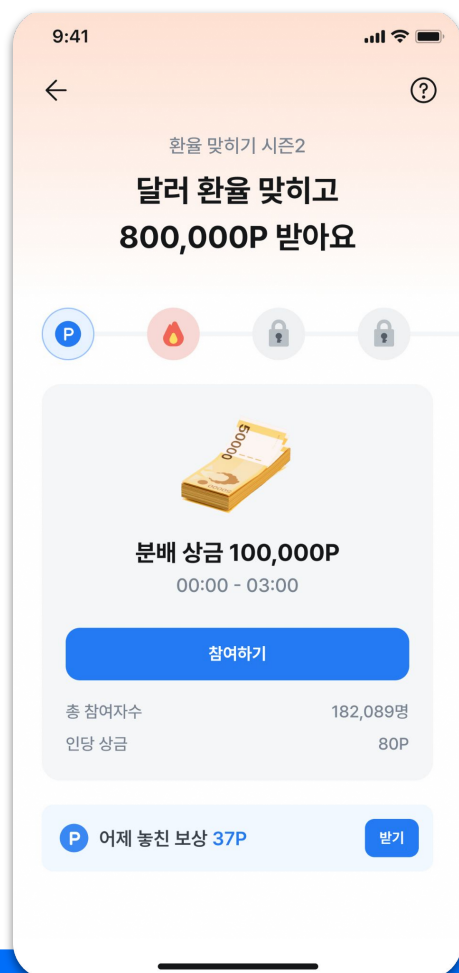 9:41
환율 맞히기 시즌2
달러 환율 맞히고
800,000P 받아요
P
50000
분배 상금 100,000P
00:00 - 03:00
참여하기
총 참여자수 182,089명
인당 상금 80P
P 어제 놓친 보상 37P 받기